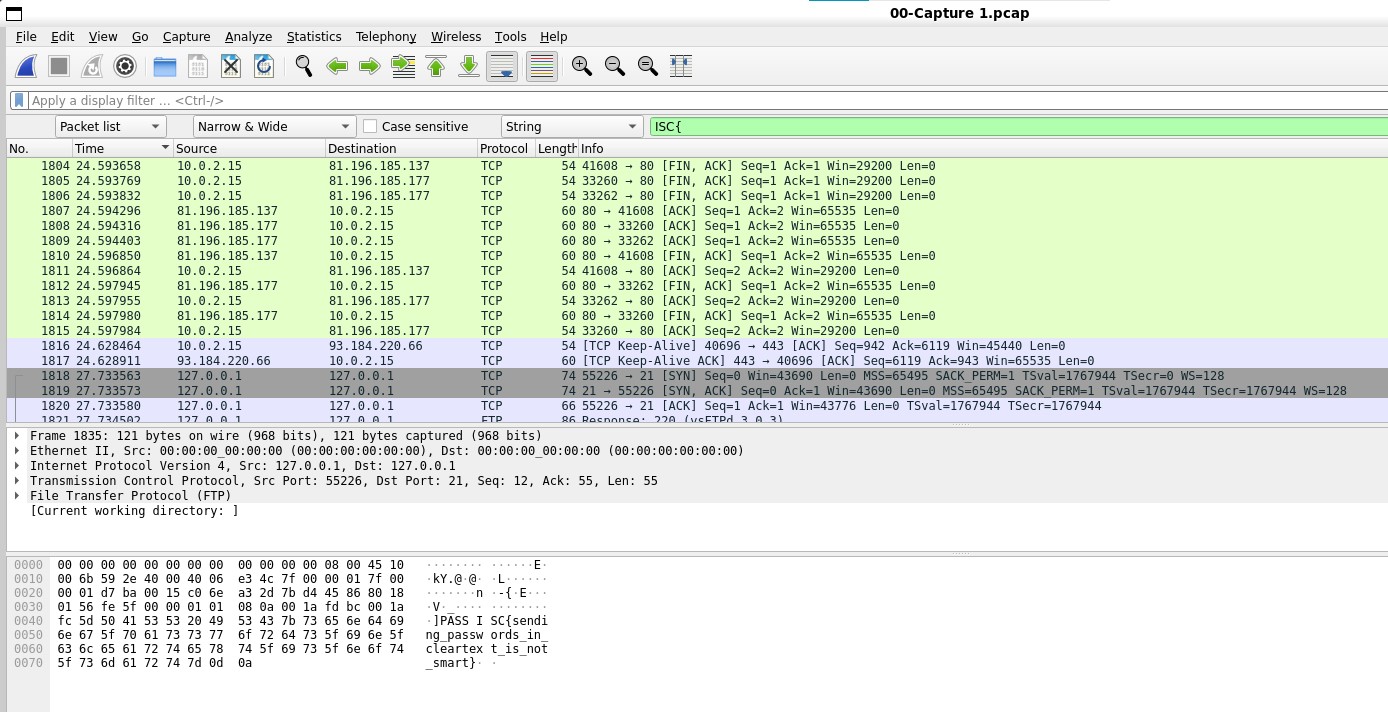 00-Capture 1.pcap
File Edit View Go Capture Analyze Statistics Telephony Wireless Tools Help
Apply a display filter ... <Ctrl-/>
Packet list Narrow & Wide Case sensitive String ISC{
No. Time Source Destination Protocol Length Info
1804 24.593658 10.0.2.15 81.196.185.137 TCP 54 41608 → 80 [FIN, ACK] Seq=1 Ack=1 Win=29200 Len=0
1805 24.593769 10.0.2.15 81.196.185.177 TCP 54 33260 → 80 [FIN, ACK] Seq=1 Ack=1 Win=29200 Len=0
1806 24.593832 10.0.2.15 81.196.185.177 TCP 54 33262 → 80 [FIN, ACK] Seq=1 Ack=1 Win=29200 Len=0
1807 24.594296 81.196.185.137 10.0.2.15 TCP 60 80 → 41608 [ACK] Seq=1 Ack=2 Win=65535 Len=0
1808 24.594316 81.196.185.177 10.0.2.15 TCP 60 80 → 33260 [ACK] Seq=1 Ack=2 Win=65535 Len=0
1809 24.594403 81.196.185.177 10.0.2.15 TCP 60 80 → 33262 [ACK] Seq=1 Ack=2 Win=65535 Len=0
1810 24.596850 81.196.185.137 10.0.2.15 TCP 60 80 → 41608 [FIN, ACK] Seq=1 Ack=2 Win=65535 Len=0
1811 24.596864 10.0.2.15 81.196.185.137 TCP 54 41608 → 80 [ACK] Seq=2 Ack=2 Win=29200 Len=0
1812 24.597945 81.196.185.177 10.0.2.15 TCP 60 80 → 33262 [FIN, ACK] Seq=1 Ack=2 Win=65535 Len=0
1813 24.597955 10.0.2.15 81.196.185.177 TCP 54 33262 → 80 [ACK] Seq=2 Ack=2 Win=29200 Len=0
1814 24.597980 81.196.185.177 10.0.2.15 TCP 60 80 → 33260 [FIN, ACK] Seq=1 Ack=2 Win=65535 Len=0
1815 24.597984 10.0.2.15 81.196.185.177 TCP 54 33260 → 80 [ACK] Seq=2 Ack=2 Win=29200 Len=0
1816 24.628464 10.0.2.15 93.184.220.66 TCP 54 [TCP Keep-Alive] 40696 → 443 [ACK] Seq=942 Ack=6119 Win=45440 Len=0
1817 24.628911 93.184.220.66 10.0.2.15 TCP 60 [TCP Keep-Alive ACK] 443 → 40696 [ACK] Seq=6119 Ack=943 Win=65535 Len=0
1818 27.733563 127.0.0.1 127.0.0.1 TCP 74 55226 → 21 [SYN] Seq=0 Win=43690 Len=0 MSS=65495 SACK_PERM=1 TSval=1767944 TSecr=0 WS=128
1819 27.733573 127.0.0.1 127.0.0.1 TCP 74 21 → 55226 [SYN, ACK] Seq=0 Ack=1 Win=43690 Len=0 MSS=65495 SACK_PERM=1 TSval=1767944 TSecr=1767944 WS=128
1820 27.733580 127.0.0.1 127.0.0.1 TCP 66 55226 → 21 [ACK] Seq=1 Ack=1 Win=43776 Len=0 TSval=1767944 TSecr=1767944
1821 27.734502 127.0.0.1 127.0.0.1 FTP 86 Response: 220 (vsFTPd 3.0.3)
Frame 1835: 121 bytes on wire (968 bits), 121 bytes captured (968 bits)
Ethernet II, Src: 00:00:00_00:00:00 (00:00:00:00:00:00), Dst: 00:00:00_00:00:00 (00:00:00:00:00:00)
Internet Protocol Version 4, Src: 127.0.0.1, Dst: 127.0.0.1
Transmission Control Protocol, Src Port: 55226, Dst Port: 21, Seq: 12, Ack: 55, Len: 55
File Transfer Protocol (FTP)
[Current working directory: ]
0000 00 00 00 00 00 00 00 00 00 00 00 00 08 00 45 10 ········ ······E·
0010 00 6b 59 2e 40 00 40 06 e3 4c 7f 00 00 01 7f 00 ·kY.@·@· ·L······
0020 00 01 d7 ba 00 15 c0 6e a3 2d 7b d4 45 86 80 18 ·······n ·-{·E···
0030 01 56 fe 5f 00 00 01 01 08 0a 00 1a fd bc 00 1a ·V·_···· ········
0040 fc 5d 50 41 53 53 20 49 53 43 7b 73 65 6e 64 69 ·]PASS I SC{sendi
0050 6e 67 5f 70 61 73 73 77 6f 72 64 73 5f 69 6e 5f ng_passw ords_in_
0060 63 6c 65 61 72 74 65 78 74 5f 69 73 5f 6e 6f 74 cleartex t_is_not
0070 5f 73 6d 61 72 74 7d 0d 0a _smart}· ·